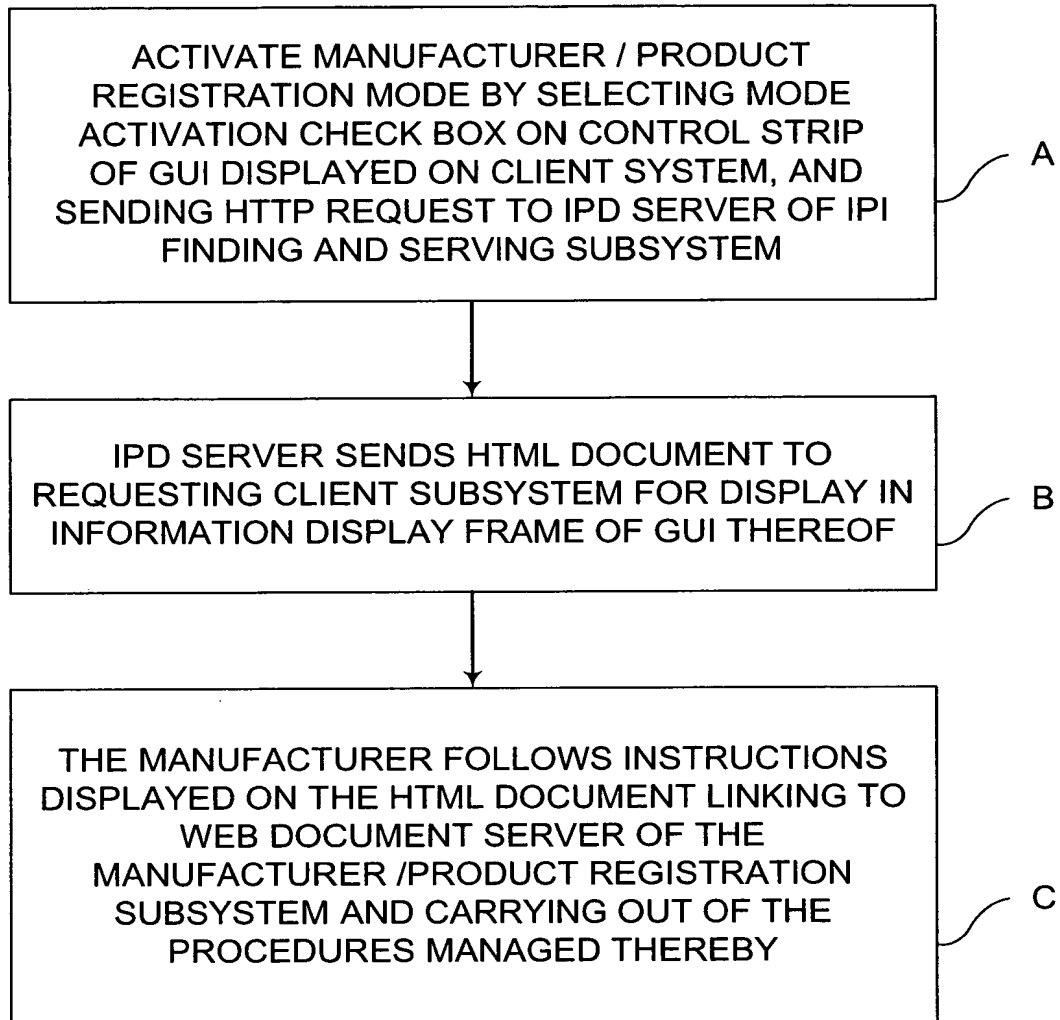 ACTIVATE MANUFACTURER / PRODUCT
REGISTRATION MODE BY SELECTING MODE
ACTIVATION CHECK BOX ON CONTROL STRIP
OF GUI DISPLAYED ON CLIENT SYSTEM, AND
SENDING HTTP REQUEST TO IPD SERVER OF IPI
FINDING AND SERVING SUBSYSTEM
A
IPD SERVER SENDS HTML DOCUMENT TO
REQUESTING CLIENT SUBSYSTEM FOR DISPLAY IN
INFORMATION DISPLAY FRAME OF GUI THEREOF
B
THE MANUFACTURER FOLLOWS INSTRUCTIONS
DISPLAYED ON THE HTML DOCUMENT LINKING TO
WEB DOCUMENT SERVER OF THE
MANUFACTURER /PRODUCT REGISTRATION
SUBSYSTEM AND CARRYING OUT OF THE
PROCEDURES MANAGED THEREBY
C